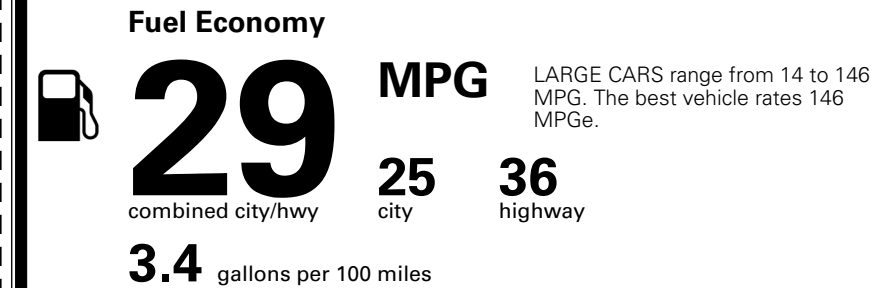 Fuel Economy
29 MPG
LARGE CARS range from 14 to 146
MPG. The best vehicle rates 146
MPGe.
combined city/hwy
25
city
36
highway
3.4 gallons per 100 miles